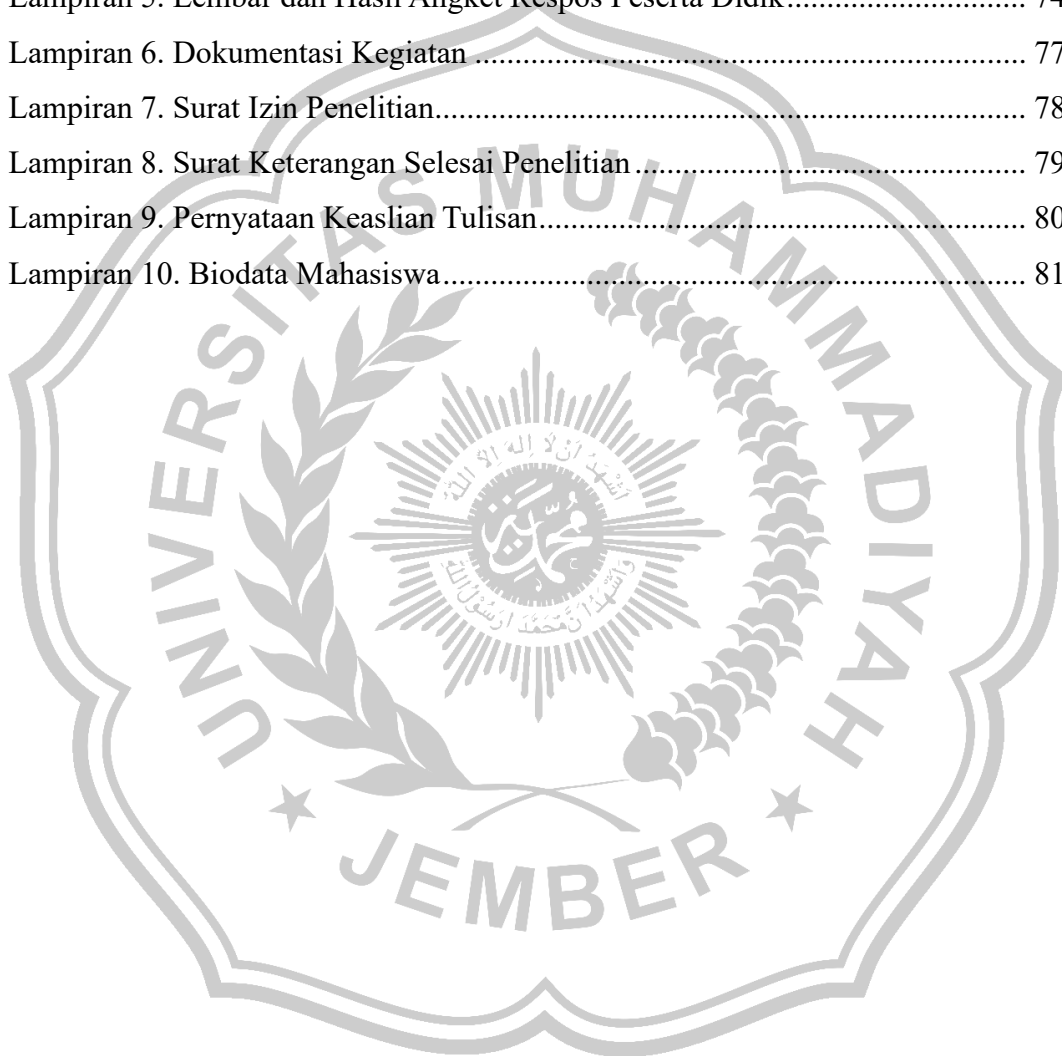 Lampiran 5. Lembar dan Hasil Angket Respos Peserta Didik.............................. 74
Lampiran 6. Dokumentasi Kegiatan ..................................................................... 77
Lampiran 7. Surat Izin Penelitian.......................................................................... 78
Lampiran 8. Surat Keterangan Selesai Penelitian ................................................. 79
Lampiran 9. Pernyataan Keaslian Tulisan............................................................. 80
Lampiran 10. Biodata Mahasiswa......................................................................... 81
UNIVERSITAS MUHAMMADIYAH
JEMBER